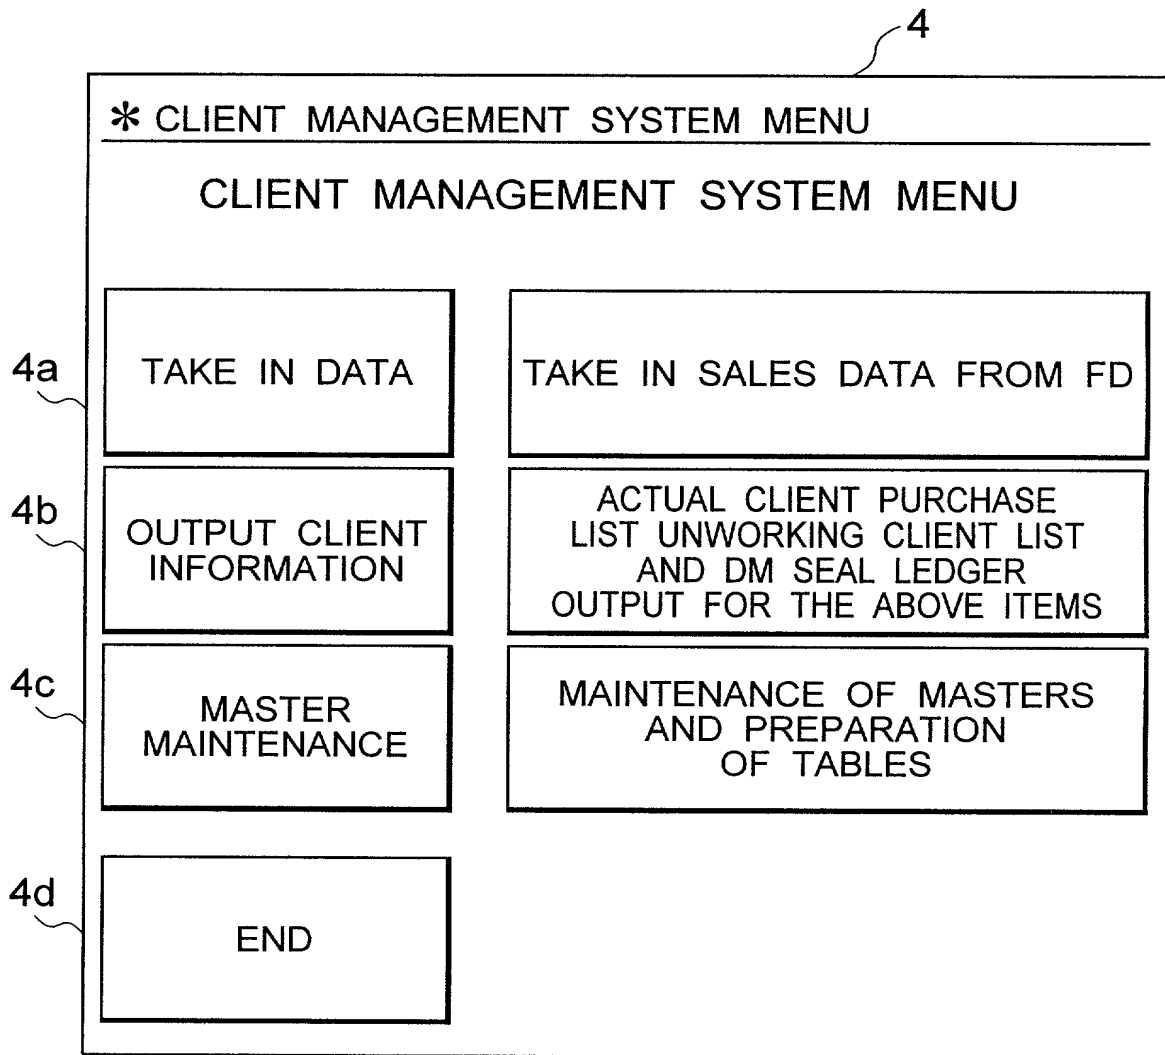 4
* CLIENT MANAGEMENT SYSTEM MENU
CLIENT MANAGEMENT SYSTEM MENU
4a
TAKE IN DATA
TAKE IN SALES DATA FROM FD
4b
OUTPUT CLIENT
INFORMATION
ACTUAL CLIENT PURCHASE
LIST UNWORKING CLIENT LIST
AND DM SEAL LEDGER
OUTPUT FOR THE ABOVE ITEMS
4c
MASTER
MAINTENANCE
MAINTENANCE OF MASTERS
AND PREPARATION
OF TABLES
4d
END